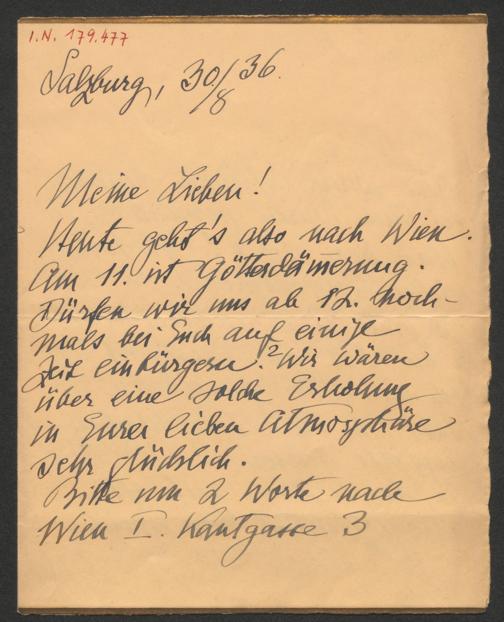 I.N. 179.477
Salzburg, 30/8 36.
Meine Lieben!
Heute geht's also nach Wien.
Am 11. ist Götterdämerung.
Dürfen wir uns ab 12. noch-
mals bei Euch auf einige
Zeit einbürgern? Wir wären
über eine solche Erholung
in Eurer lieben Atmosphäre
sehr glücklich.
Bitte um 2 Worte nach
Wien I. Kantgasse 3